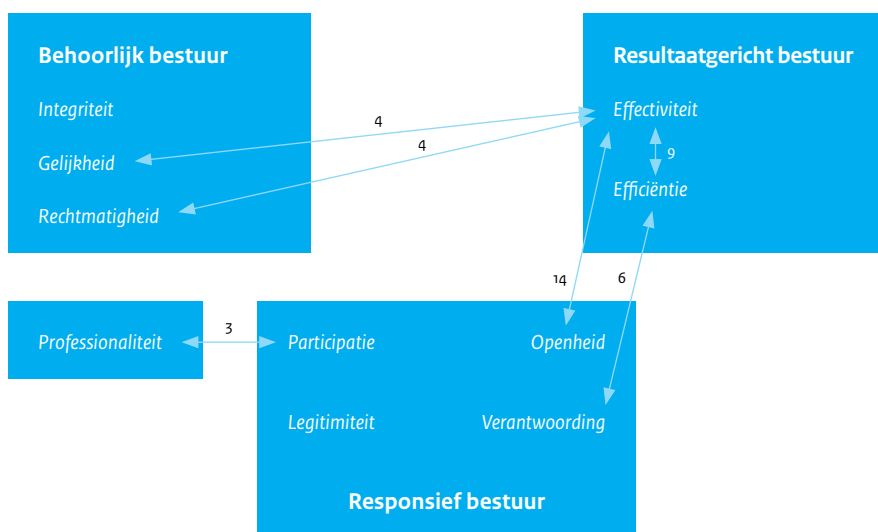 Behoorlijk bestuur
Integriteit
Gelijkheid
Rechtmatigheid
4
4
Resultaatgericht bestuur
Effectiviteit
9
Efficiëntie
14
6
Professionaliteit
3
Participatie
Openheid
Legitimiteit
Verantwoording
Responsief bestuur